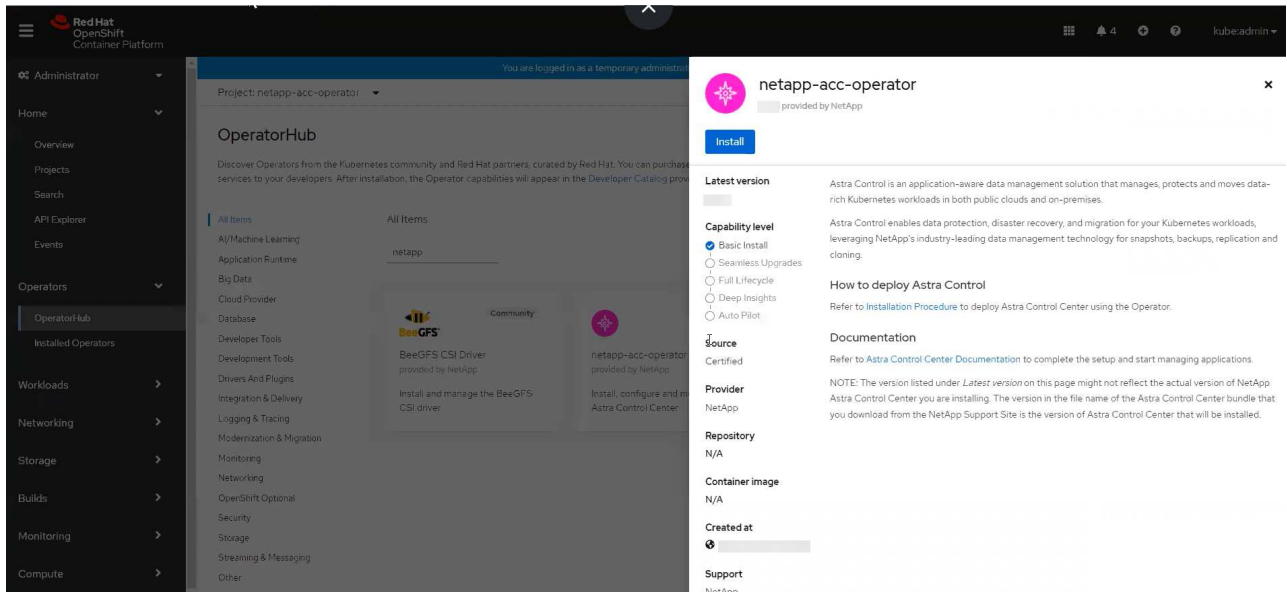 Red Hat
OpenShift
Container Platform
4
kube:admin
Administrator
Home
Overview
Projects
Search
API Explorer
Events
Operators
OperatorHub
Installed Operators
Workloads
Networking
Storage
Builds
Monitoring
Compute
You are logged in as a temporary administrat
Project: netapp-acc-operator
OperatorHub
Discover Operators from the Kubernetes community and Red Hat partners, curated by Red Hat. You can purchase
services to your developers. After installation, the Operator capabilities will appear in the Developer Catalog prov
All Items
AI/Machine Learning
Application Runtime
Big Data
Cloud Provider
Database
Developer Tools
Development Tools
Drivers And Plugins
Integration & Delivery
Logging & Tracing
Modernization & Migration
Monitoring
Networking
OpenShift Optional
Security
Storage
Streaming & Messaging
Other
All Items
netapp
Community
BeeGFS
BeeGFS CSI Driver
provided by NetApp
Install and manage the BeeGFS
CSI driver
netapp-acc-operator
provided by NetApp
Install, configure and m
Astra Control Center
netapp-acc-operator
provided by NetApp
Install
Latest version
Capability level
Basic Install
Seamless Upgrades
Full Lifecycle
Deep Insights
Auto Pilot
Source
Certified
Provider
NetApp
Repository
N/A
Container image
N/A
Created at
Support
NetApp
Astra Control is an application-aware data management solution that manages, protects and moves data-
rich Kubernetes workloads in both public clouds and on-premises.
Astra Control enables data protection, disaster recovery, and migration for your Kubernetes workloads,
leveraging NetApp's industry-leading data management technology for snapshots, backups, replication and
cloning.
How to deploy Astra Control
Refer to Installation Procedure to deploy Astra Control Center using the Operator.
Documentation
Refer to Astra Control Center Documentation to complete the setup and start managing applications.
NOTE: The version listed under Latest version on this page might not reflect the actual version of NetApp
Astra Control Center you are installing. The version in the file name of the Astra Control Center bundle that
you download from the NetApp Support Site is the version of Astra Control Center that will be installed.